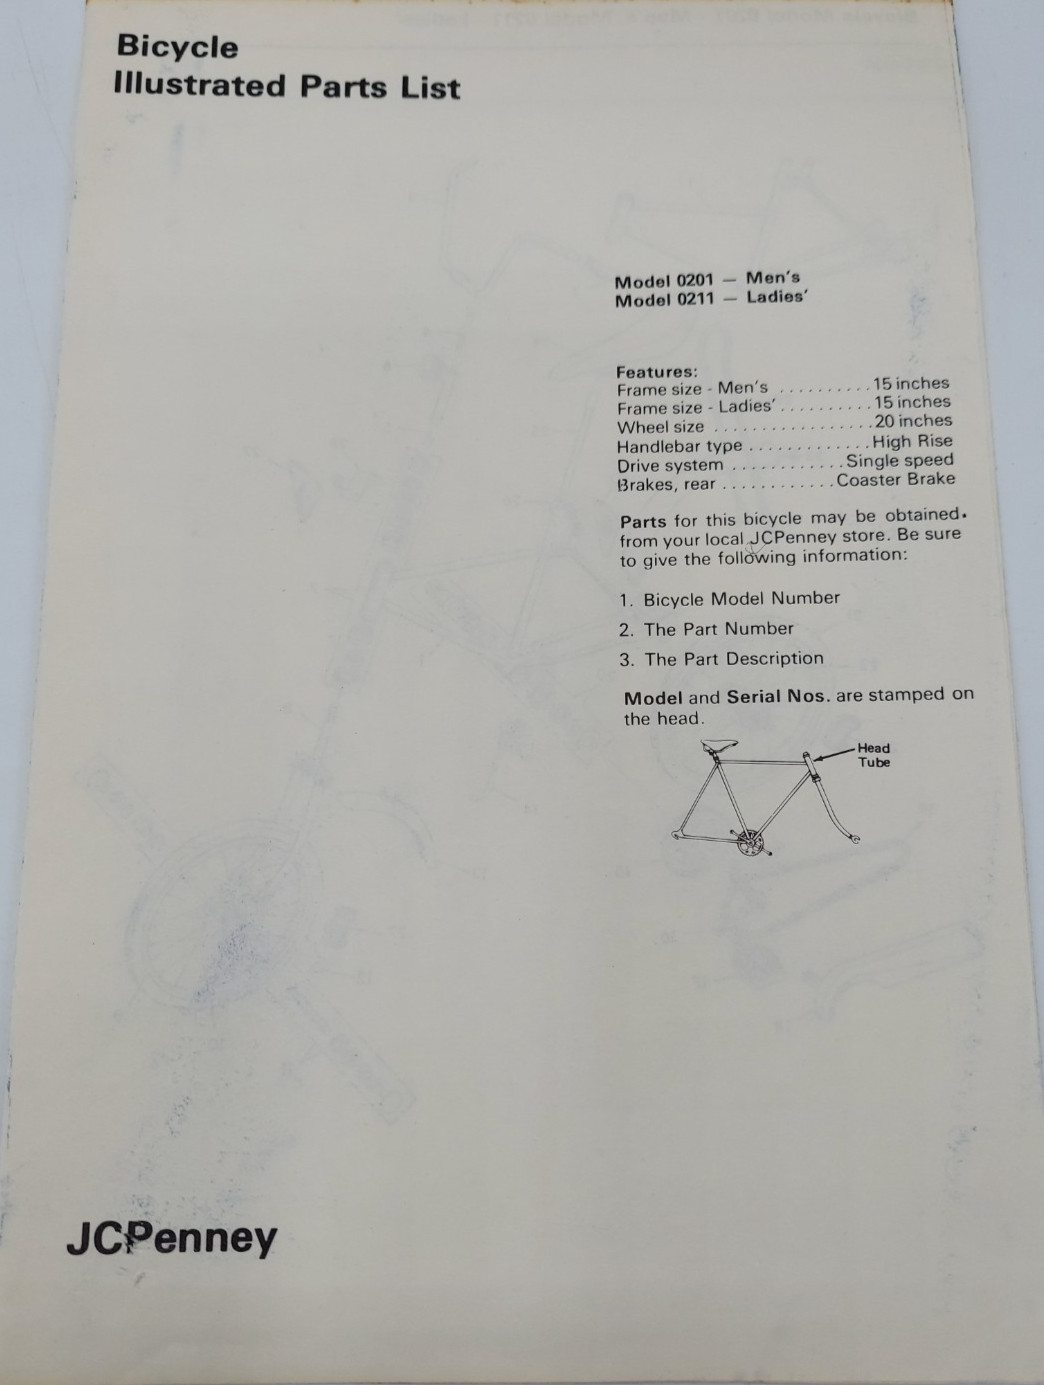 Bicycle
Illustrated Parts List
Model 0201 — Men's
Model 0211 — Ladies'
Features:
Frame size - Men's ..........15 inches
Frame size - Ladies'..........15 inches
Wheel size ................20 inches
Handlebar type ............High Rise
Drive system ...........Single speed
Brakes, rear ...........Coaster Brake
Parts for this bicycle may be obtained.
from your local JCPenney store. Be sure
to give the following information:
1. Bicycle Model Number
2. The Part Number
3. The Part Description
Model and Serial Nos. are stamped on
the head.
Head
Tube
JCPenney